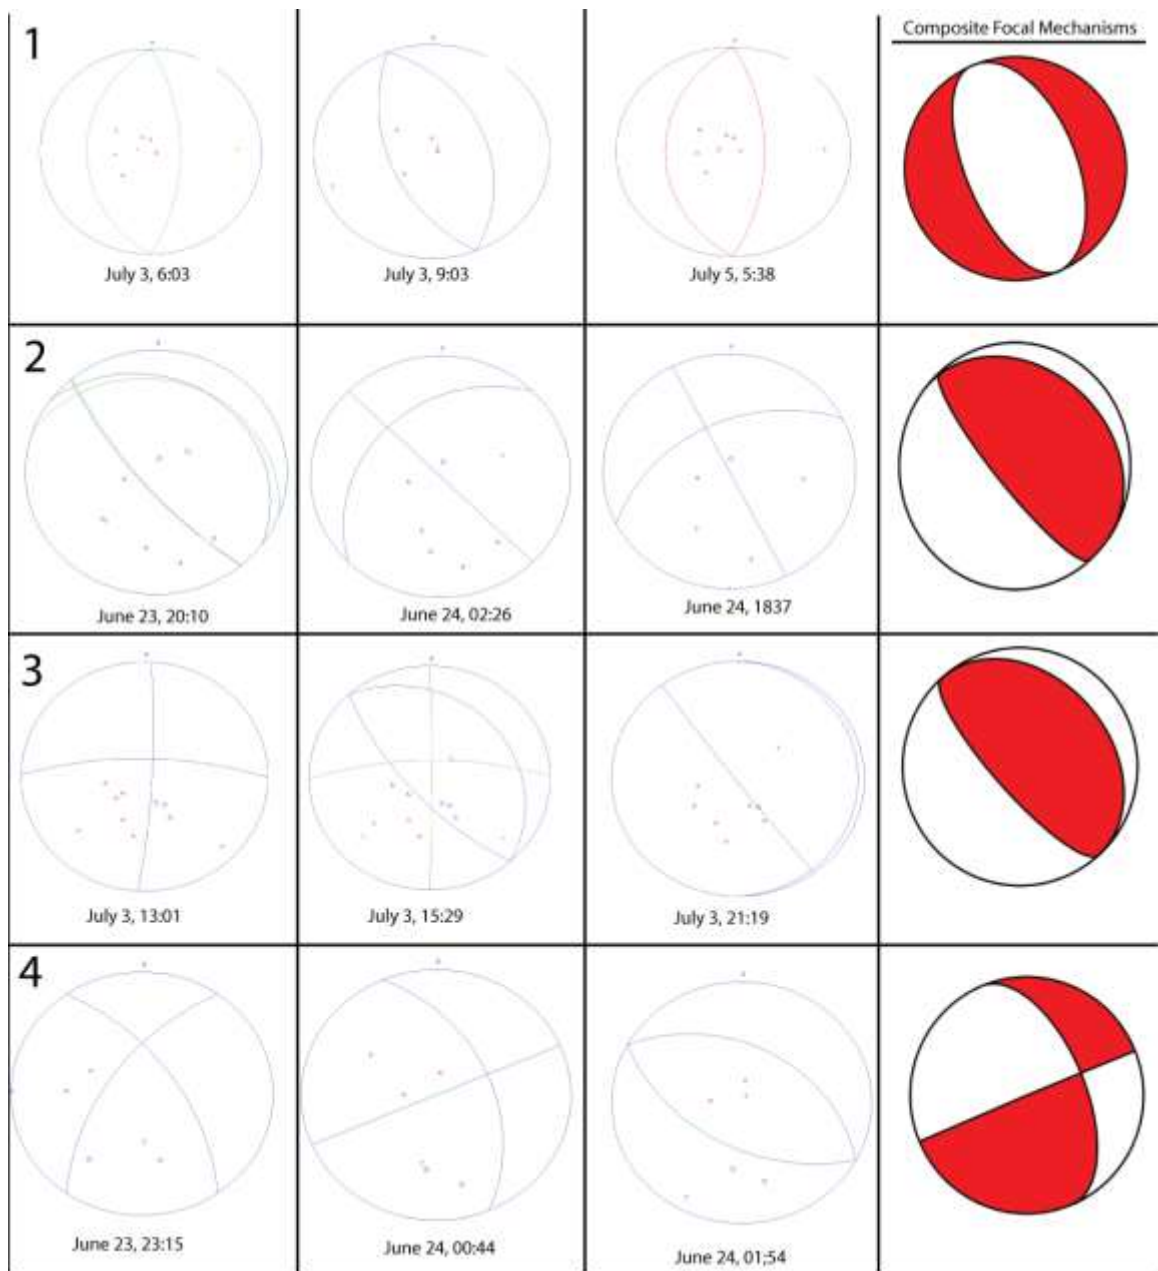 Composite Focal Mechanisms
1
July 3, 6:03
July 3, 9:03
July 5, 5:38
2
June 23, 20:10
June 24, 02:26
June 24, 1837
3
July 3, 13:01
July 3, 15:29
July 3, 21:19
4
June 23, 23:15
June 24, 00:44
June 24, 01;54